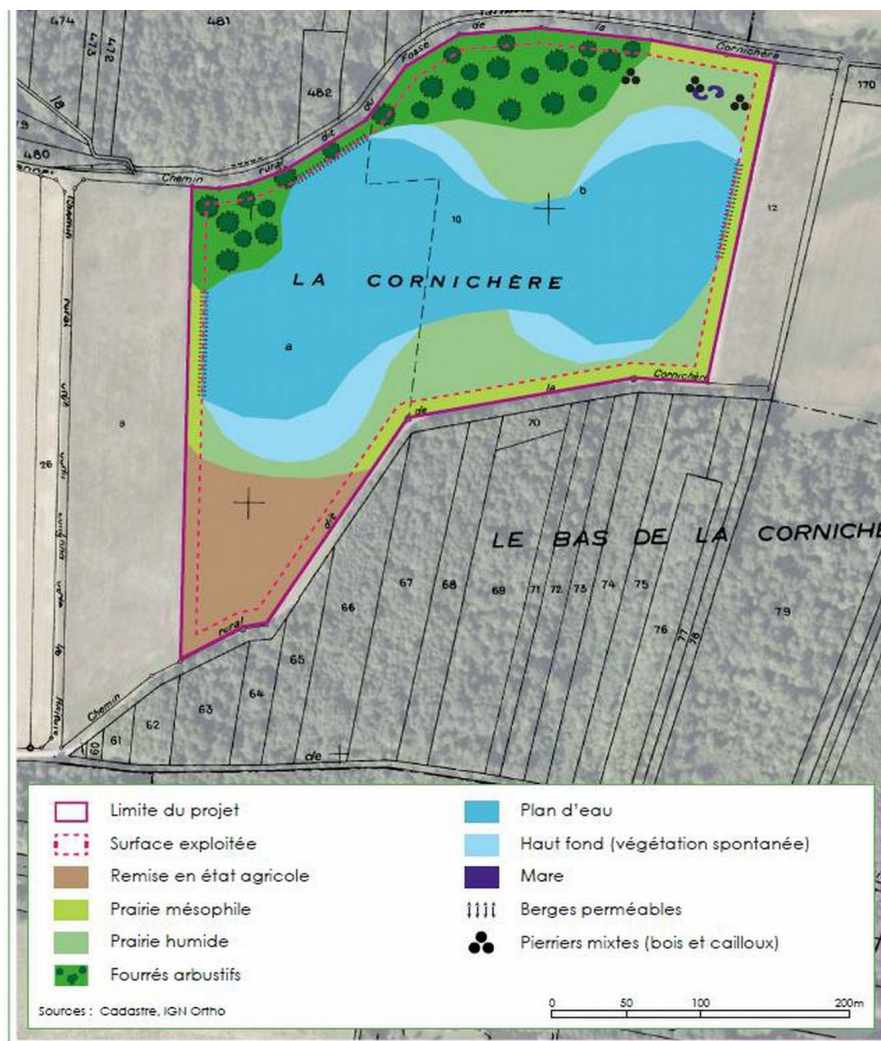 474
473
472
481
482
de
la
Cornichère
Fosse
du
dit
rural
Chemin
480
170
12
b
10
LA CORNICHÈRE
a
9
26
Chemin
rural
Cornichère
la
de
70
dit
LE BAS DE LA CORNICHÈ
67
68
69
71
72
73
74
75
76
77
78
79
66
65
64
63
62
61
60
rural
Chemin
de
Limite du projet
Surface exploitée
Remise en état agricole
Prairie mésophile
Prairie humide
Fourrés arbustifs
Plan d'eau
Haut fond (végétation spontanée)
Mare
Berges perméables
Pierriers mixtes (bois et cailloux)
Sources : Cadastre, IGN Ortho
0 50 100 200m